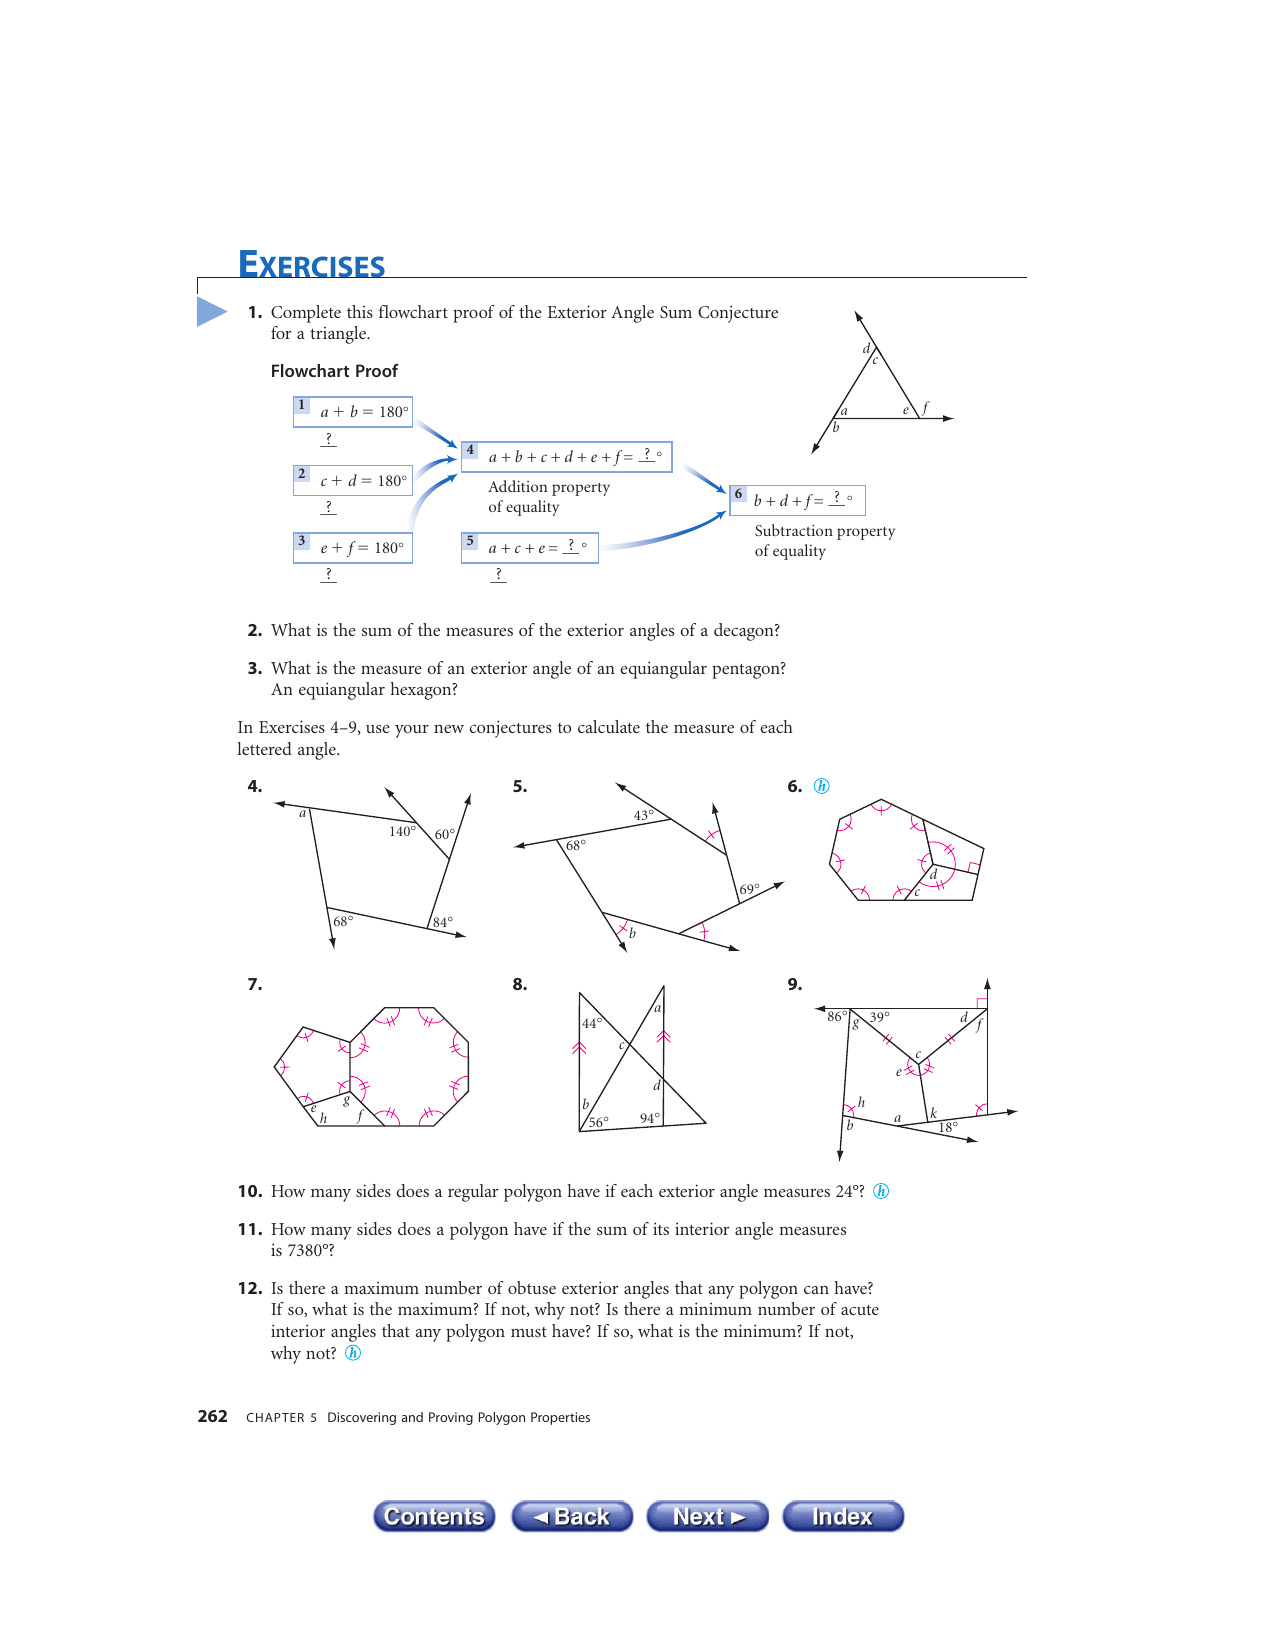 EXERCISES
1. Complete this flowchart proof of the Exterior Angle Sum Conjecture
for a triangle.
Flowchart Proof
d
c
a
e
f
b
1 a + b = 180°
?
2 c + d = 180°
?
3 e + f = 180°
?
4 a + b + c + d + e + f = ? °
Addition property
of equality
5 a + c + e = ? °
?
6 b + d + f = ? °
Subtraction property
of equality
2. What is the sum of the measures of the exterior angles of a decagon?
3. What is the measure of an exterior angle of an equiangular pentagon?
An equiangular hexagon?
In Exercises 4–9, use your new conjectures to calculate the measure of each
lettered angle.
4.
a
140°
60°
68°
84°
5.
43°
68°
69°
b
6. h
d
c
7.
e
g
h
f
8.
a
44°
c
d
b
56°
94°
9.
86°
g
39°
d
f
c
e
h
b
a
k
18°
10. How many sides does a regular polygon have if each exterior angle measures 24°? h
11. How many sides does a polygon have if the sum of its interior angle measures
is 7380°?
12. Is there a maximum number of obtuse exterior angles that any polygon can have?
If so, what is the maximum? If not, why not? Is there a minimum number of acute
interior angles that any polygon must have? If so, what is the minimum? If not,
why not? h
262 CHAPTER 5 Discovering and Proving Polygon Properties
Contents
◄ Back
Next ►
Index